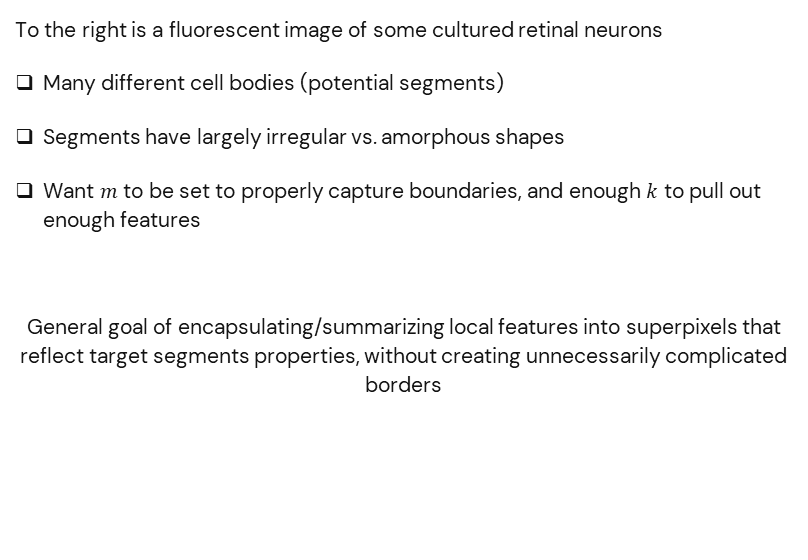 To the right is a fluorescent image of some cultured retinal neurons
❑ Many different cell bodies (potential segments)
❑ Segments have largely irregular vs. amorphous shapes
❑ Want m to be set to properly capture boundaries, and enough k to pull out
enough features
General goal of encapsulating/summarizing local features into superpixels that
reflect target segments properties, without creating unnecessarily complicated
borders